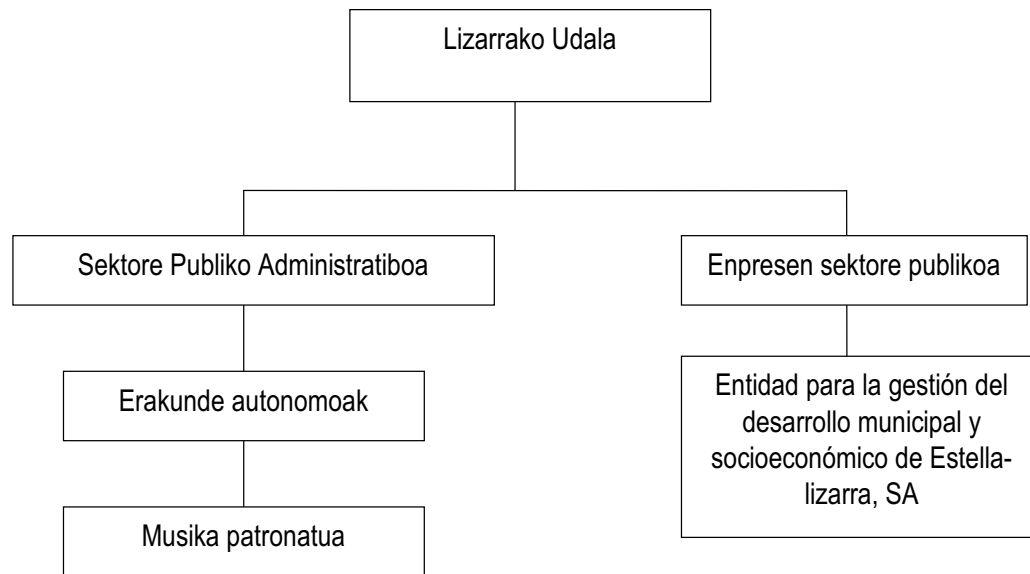 Lizarrako Udala
Sektore Publiko Administratiboa
Enpresen sektore publikoa
Erakunde autonomoak
Entidad para la gestión del
desarrollo municipal y
socioeconómico de Estella-
lizarra, SA
Musika patronatua